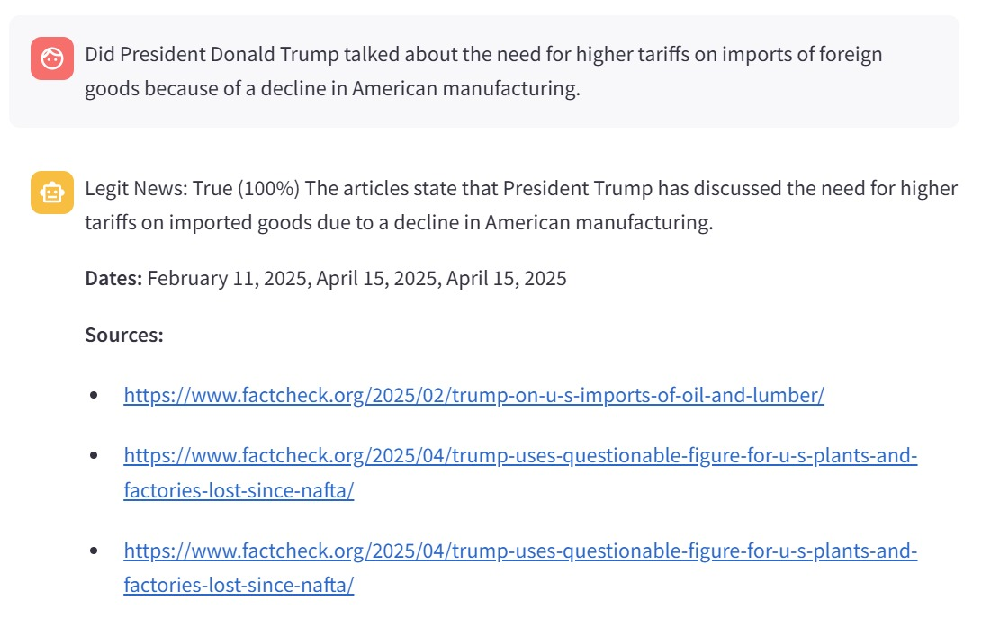 Did President Donald Trump talked about the need for higher tariffs on imports of foreign
goods because of a decline in American manufacturing.
Legit News: True (100%) The articles state that President Trump has discussed the need for higher
tariffs on imported goods due to a decline in American manufacturing.
Dates: February 11, 2025, April 15, 2025, April 15, 2025
Sources:
https://www.factcheck.org/2025/02/trump-on-u-s-imports-of-oil-and-lumber/
https://www.factcheck.org/2025/04/trump-uses-questionable-figure-for-u-s-plants-and-
factories-lost-since-nafta/
https://www.factcheck.org/2025/04/trump-uses-questionable-figure-for-u-s-plants-and-
factories-lost-since-nafta/